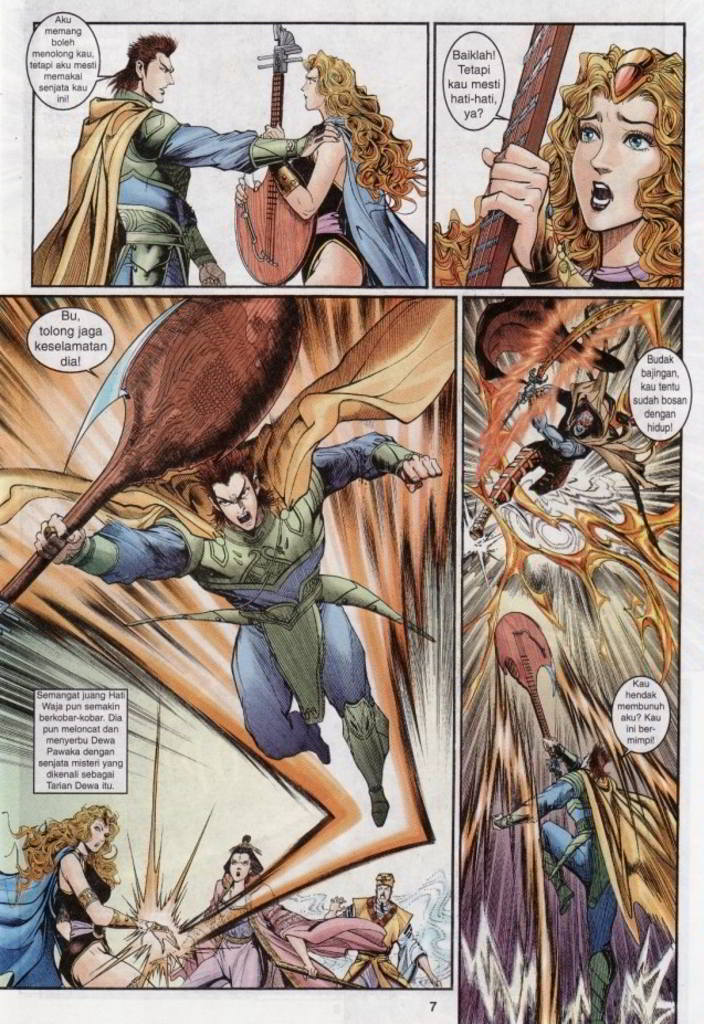 Aku
memang
boleh
menolong kau,
tetapi aku mesti
memakai
senjata kau
ini!
Baiklah!
Tetapi
kau mesti
hati-hati,
ya?
Bu,
tolong jaga
keselamatan
dia!
Semangat juang Hati
Waja pun semakin
berkobar-kobar. Dia
pun meloncat dan
menyerbu Dewa
Pawaka dengan
senjata misteri yang
dikenali sebagai
Tarian Dewa itu.
Budak
bajingan,
kau tentu
sudah bosan
dengan
hidup!
Kau
hendak
membunuh
aku? Kau
ini ber-
mimpi!
7